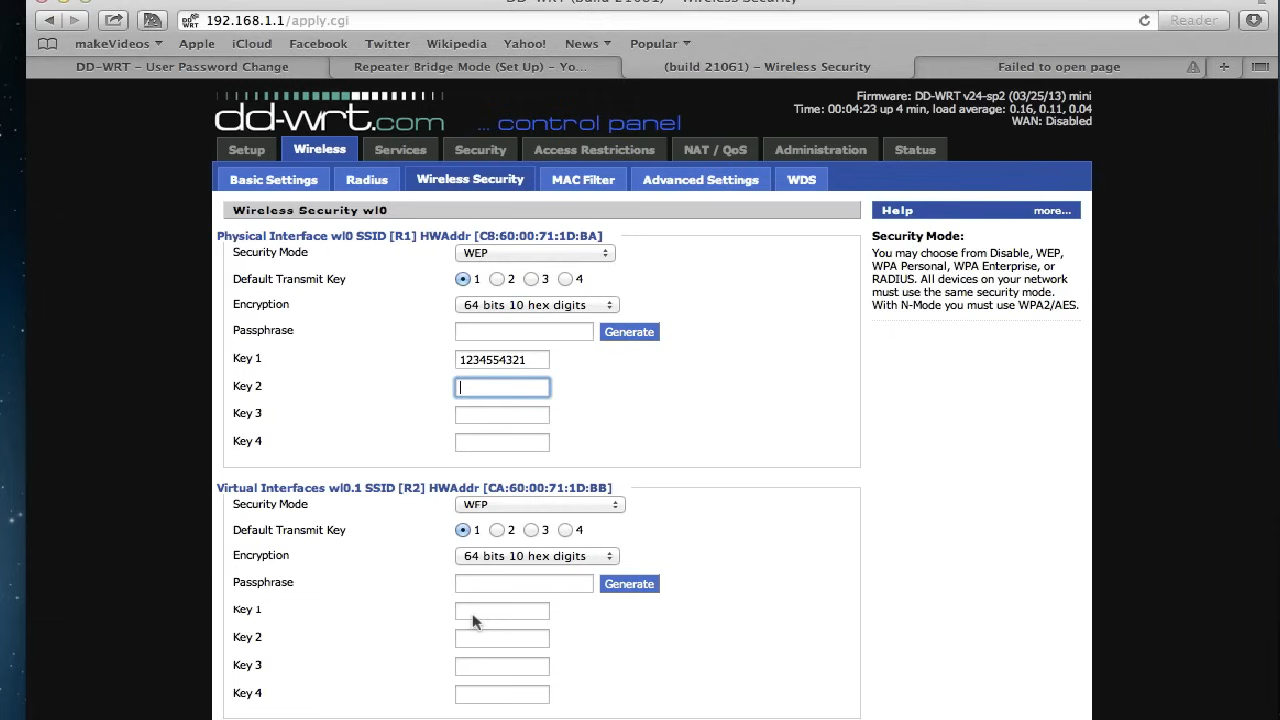 DD-WRT (Build 21061) - Wireless Security
192.168.1.1/apply.cgi
Reader
makeVideos Apple iCloud Facebook Twitter Wikipedia Yahoo! News Popular
DD-WRT – User Password Change
Repeater Bridge Mode (Set Up) – Yo...
(build 21061) – Wireless Security
Failed to open page
Firmware: DD-WRT v24-sp2 (03/25/13) mini
Time: 00:04:23 up 4 min, load average: 0.16, 0.11, 0.04
WAN: Disabled
dd-wrt.com ... control panel
Setup Wireless Services Security Access Restrictions NAT / QoS Administration Status
Basic Settings Radius Wireless Security MAC Filter Advanced Settings WDS
Wireless Security wl0
Physical Interface wl0 SSID [R1] HWAddr [C8:60:00:71:1D:BA]
Security Mode WEP
Default Transmit Key 1 2 3 4
Encryption 64 bits 10 hex digits
Passphrase Generate
Key 1 1234554321
Key 2
Key 3
Key 4
Virtual Interfaces wl0.1 SSID [R2] HWAddr [CA:60:00:71:1D:BB]
Security Mode WEP
Default Transmit Key 1 2 3 4
Encryption 64 bits 10 hex digits
Passphrase Generate
Key 1
Key 2
Key 3
Key 4
Help more...
Security Mode:
You may choose from Disable, WEP,
WPA Personal, WPA Enterprise, or
RADIUS. All devices on your network
must use the same security mode.
With N-Mode you must use WPA2/AES.